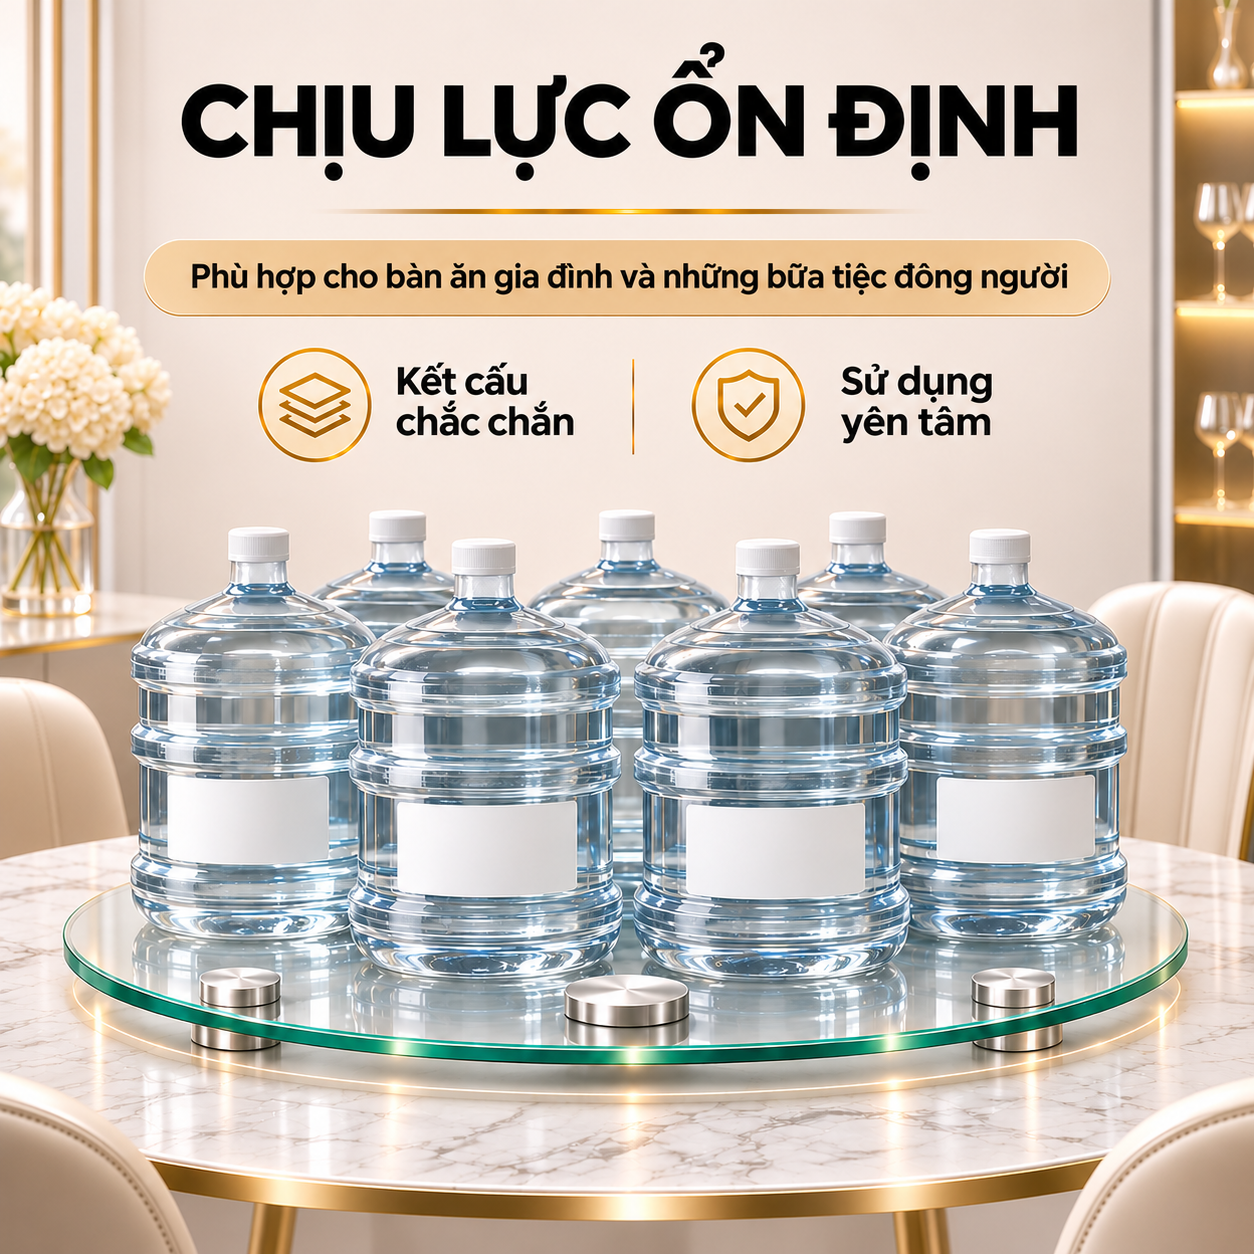 CHỊU LỰC ỔN ĐỊNH
Phù hợp cho bàn ăn gia đình và những bữa tiệc đông người
Kết cấu
chắc chắn
Sử dụng
yên tâm